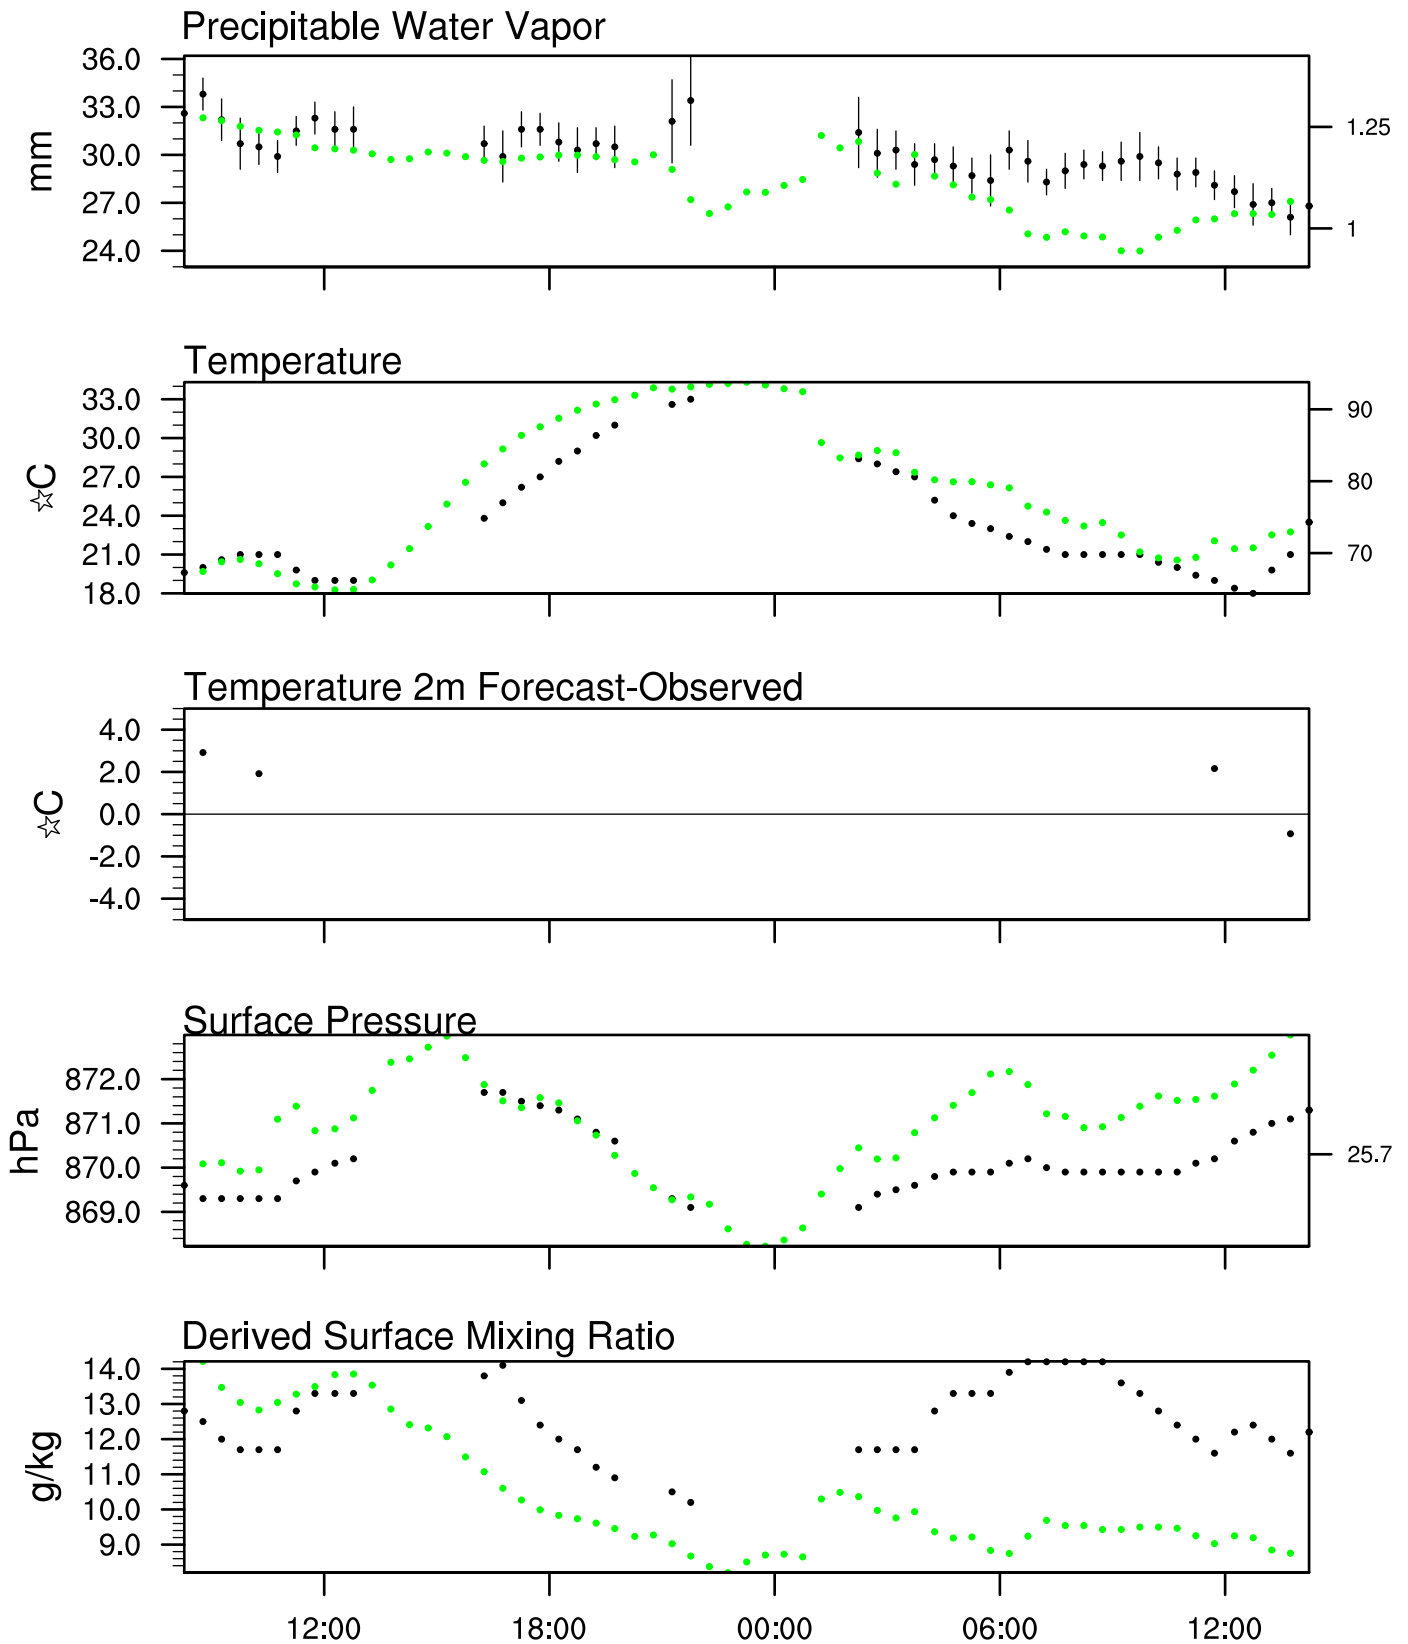 Precipitable Water Vapor
36.0
33.0
30.0
27.0
24.0
mm
1.25
1
Temperature
33.0
30.0
27.0
24.0
21.0
18.0
☆C
90
80
70
Temperature 2m Forecast-Observed
4.0
2.0
0.0
-2.0
-4.0
☆C
Surface Pressure
872.0
871.0
870.0
869.0
hPa
25.7
Derived Surface Mixing Ratio
14.0
13.0
12.0
11.0
10.0
9.0
g/kg
12:00 18:00 00:00 06:00 12:00